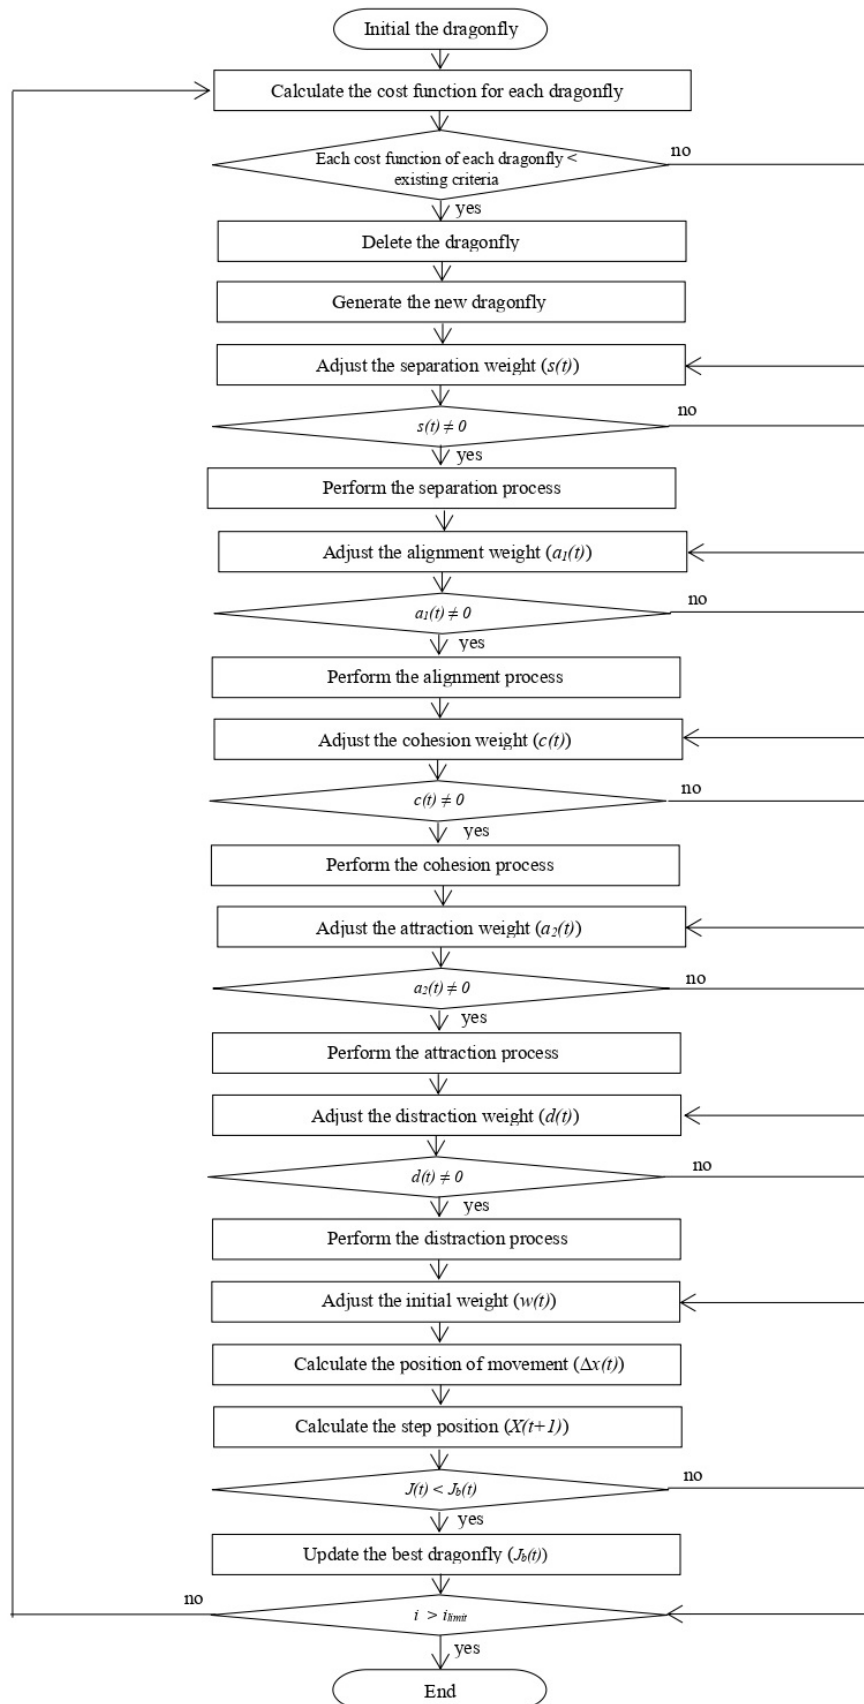 Initial the dragonfly
Calculate the cost function for each dragonfly
Each cost function of each dragonfly <
existing criteria
no
yes
Delete the dragonfly
Generate the new dragonfly
Adjust the separation weight (s(t))
s(t) ≠ 0
no
yes
Perform the separation process
Adjust the alignment weight (a₁(t))
a₁(t) ≠ 0
no
yes
Perform the alignment process
Adjust the cohesion weight (c(t))
c(t) ≠ 0
no
yes
Perform the cohesion process
Adjust the attraction weight (a₂(t))
a₂(t) ≠ 0
no
yes
Perform the attraction process
Adjust the distraction weight (d(t))
d(t) ≠ 0
no
yes
Perform the distraction process
Adjust the initial weight (w(t))
Calculate the position of movement (Δx(t))
Calculate the step position (X(t+1))
J(t) < J_b(t)
no
yes
Update the best dragonfly (J_b(t))
no
i > i_limit
yes
End